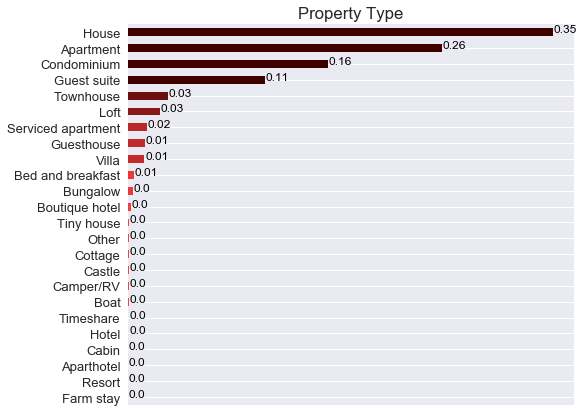 Property Type
House 0.35
Apartment 0.26
Condominium 0.16
Guest suite 0.11
Townhouse 0.03
Loft 0.03
Serviced apartment 0.02
Guesthouse 0.01
Villa 0.01
Bed and breakfast 0.01
Bungalow 0.0
Boutique hotel 0.0
Tiny house 0.0
Other 0.0
Cottage 0.0
Castle 0.0
Camper/RV 0.0
Boat 0.0
Timeshare 0.0
Hotel 0.0
Cabin 0.0
Aparthotel 0.0
Resort 0.0
Farm stay 0.0